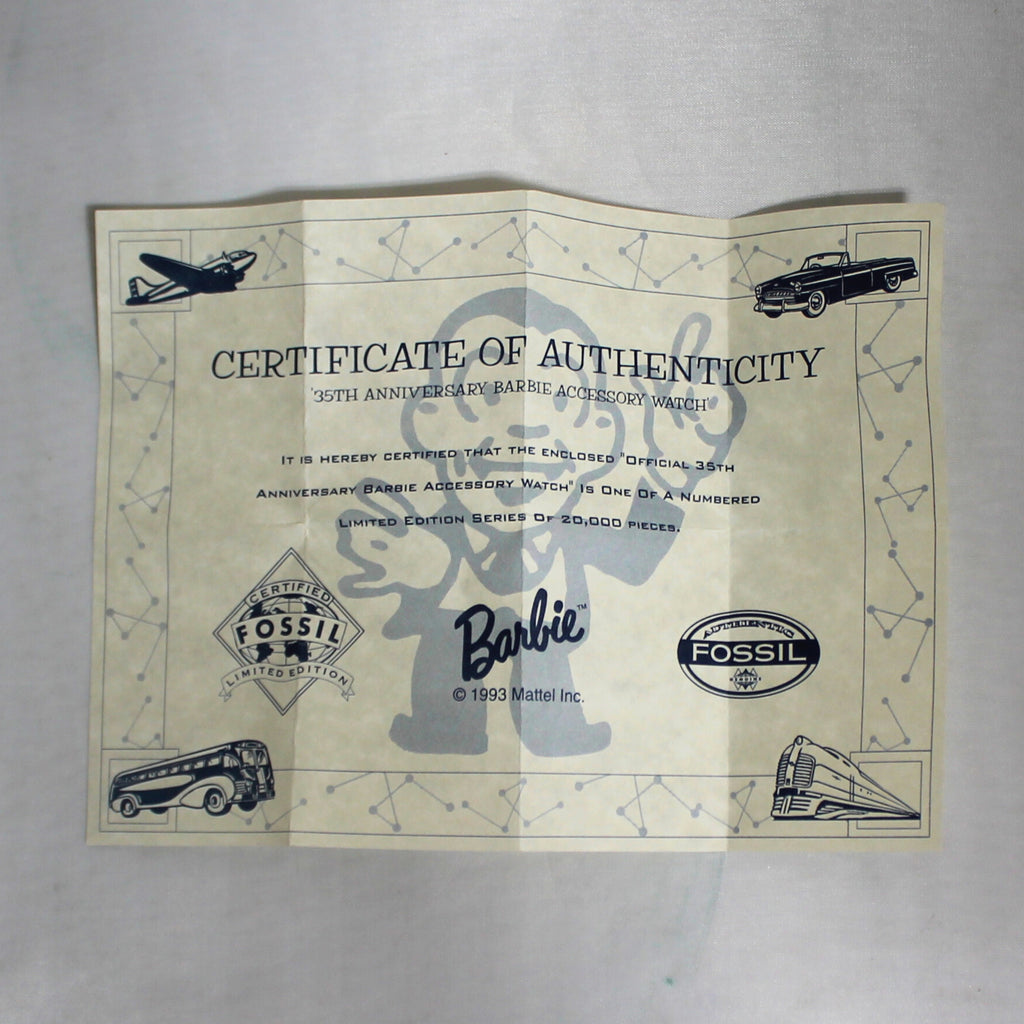 CERTIFICATE OF AUTHENTICITY
'35TH ANNIVERSARY BARBIE ACCESSORY WATCH'
IT IS HEREBY CERTIFIED THAT THE ENCLOSED "OFFICIAL 35TH
ANNIVERSARY BARBIE ACCESSORY WATCH" IS ONE OF A NUMBERED
LIMITED EDITION SERIES OF 20,000 PIECES.
CERTIFIED
FOSSIL
LIMITED EDITION
Barbie™
© 1993 Mattel Inc.
AUTHENTIC
FOSSIL